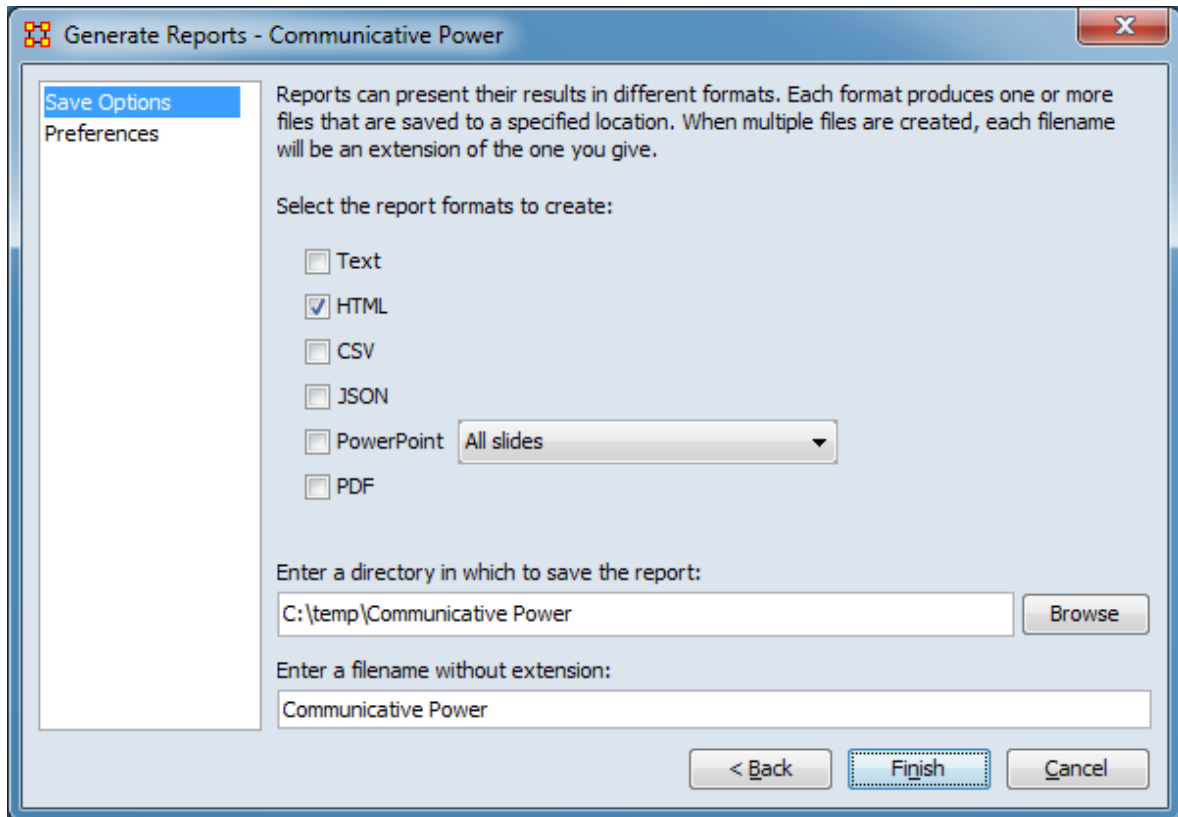 Generate Reports - Communicative Power
X
Save Options
Preferences
Reports can present their results in different formats. Each format produces one or more
files that are saved to a specified location. When multiple files are created, each filename
will be an extension of the one you give.
Select the report formats to create:
Text
HTML
CSV
JSON
PowerPoint All slides
PDF
Enter a directory in which to save the report:
C:\temp\Communicative Power Browse
Enter a filename without extension:
Communicative Power
< Back Finish Cancel